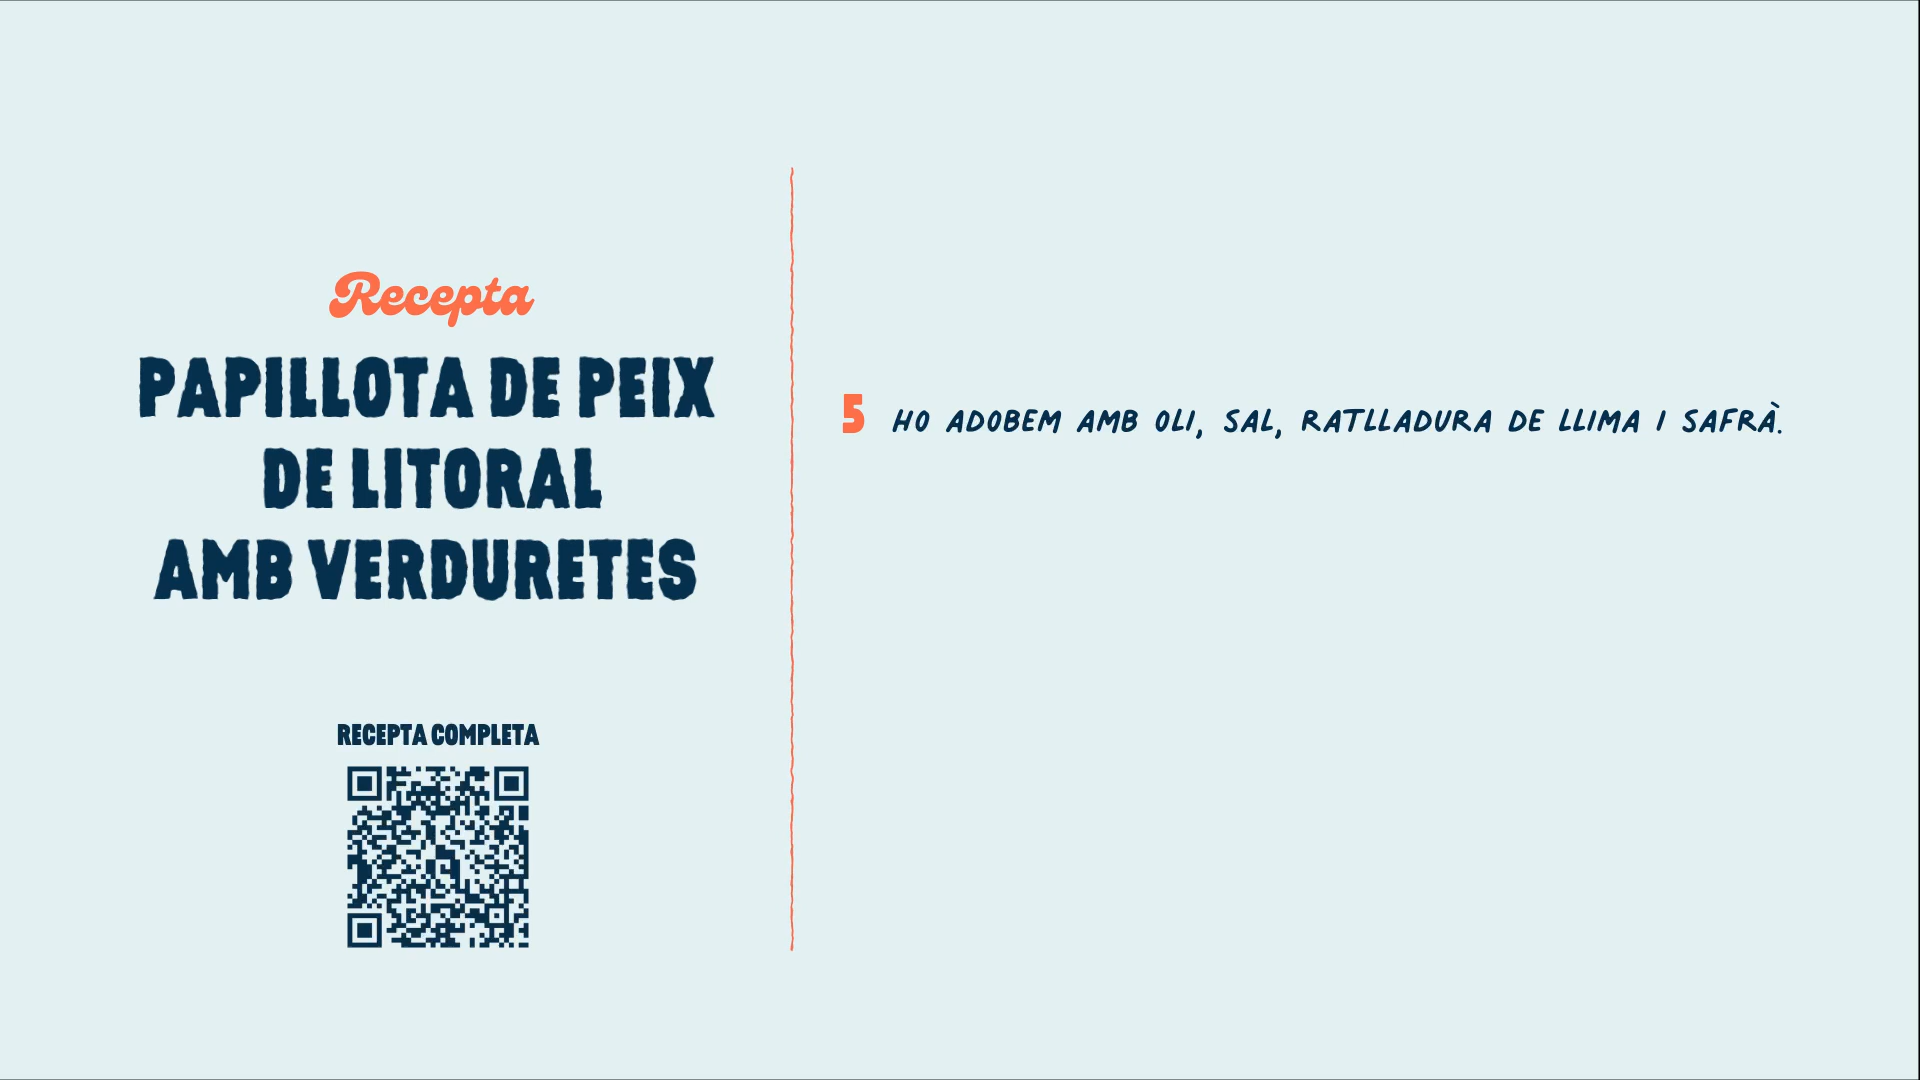 Recepta
PAPILLOTA DE PEIX
DE LITORAL
AMB VERDURETES
RECEPTA COMPLETA
5 HO ADOBEM AMB OLI, SAL, RATLLADURA DE LLIMA I SAFRÀ.